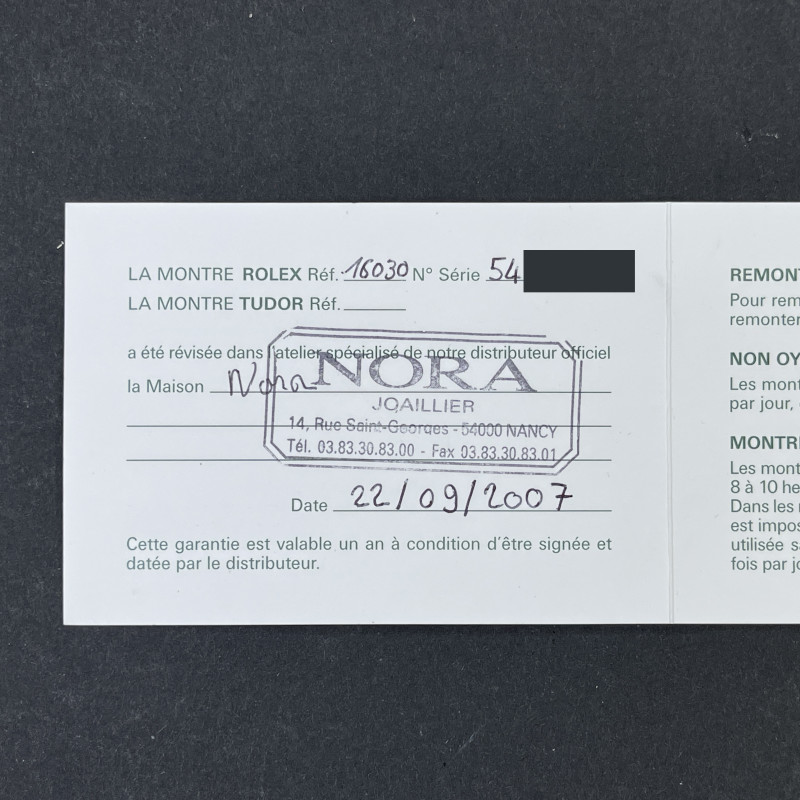 LA MONTRE ROLEX Réf. 16030 N° Série 54
LA MONTRE TUDOR Réf.
a été révisée dans l'atelier spécialisé de notre distributeur officiel
la Maison Nora
NORA
JOAILLIER
14, Rue Saint-Georges - 54000 NANCY
Tél. 03.83.30.83.00 - Fax 03.83.30.83.01
Date 22/09/2007
Cette garantie est valable un an à condition d'être signée et
datée par le distributeur.
REMONT
Pour rem
remonter
NON OY
Les mont
par jour,
MONTRE
Les mont
8 à 10 he
Dans les
est impos
utilisée sa
fois par jo